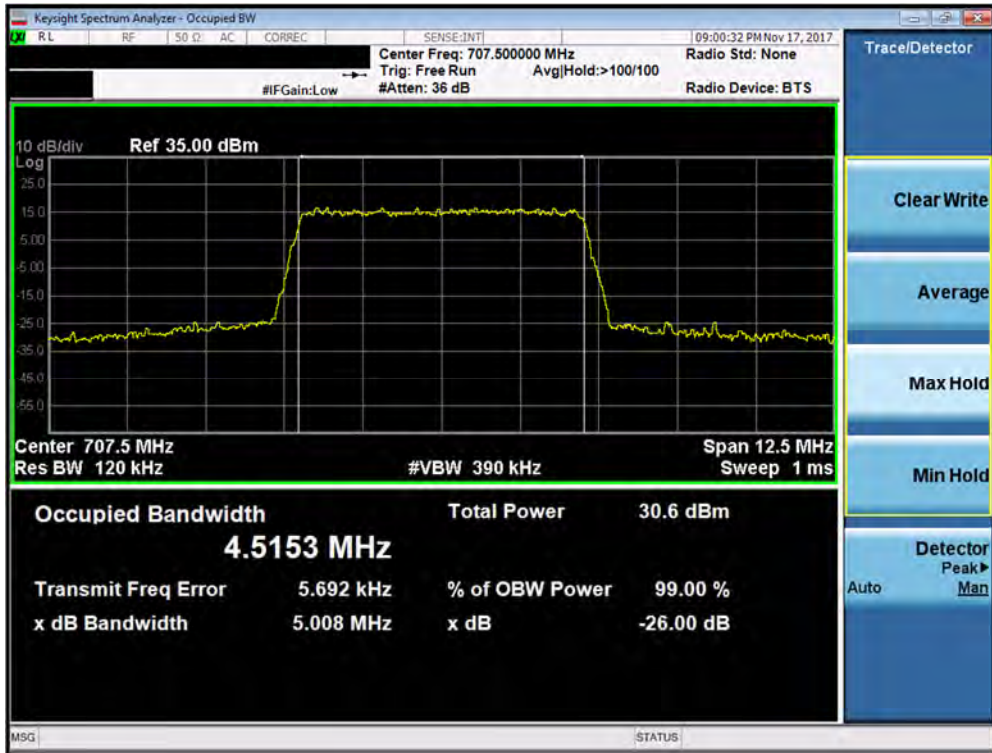 Keysight Spectrum Analyzer - Occupied BW
LXI RL RF 50 Ω AC CORREC SENSE:INT 09:00:32 PM Nov 17, 2017
Center Freq: 707.500000 MHz Radio Std: None
Trig: Free Run Avg|Hold:>100/100
#IFGain:Low #Atten: 36 dB Radio Device: BTS
10 dB/div Ref 35.00 dBm
Log
25.0
15.0
5.00
-5.00
-15.0
-25.0
-35.0
-45.0
-55.0
Center 707.5 MHz Span 12.5 MHz
Res BW 120 kHz #VBW 390 kHz Sweep 1 ms
Occupied Bandwidth Total Power 30.6 dBm
4.5153 MHz
Transmit Freq Error 5.692 kHz % of OBW Power 99.00 %
x dB Bandwidth 5.008 MHz x dB -26.00 dB
MSG STATUS
Trace/Detector
Clear Write
Average
Max Hold
Min Hold
Detector
Peak▶
Auto Man